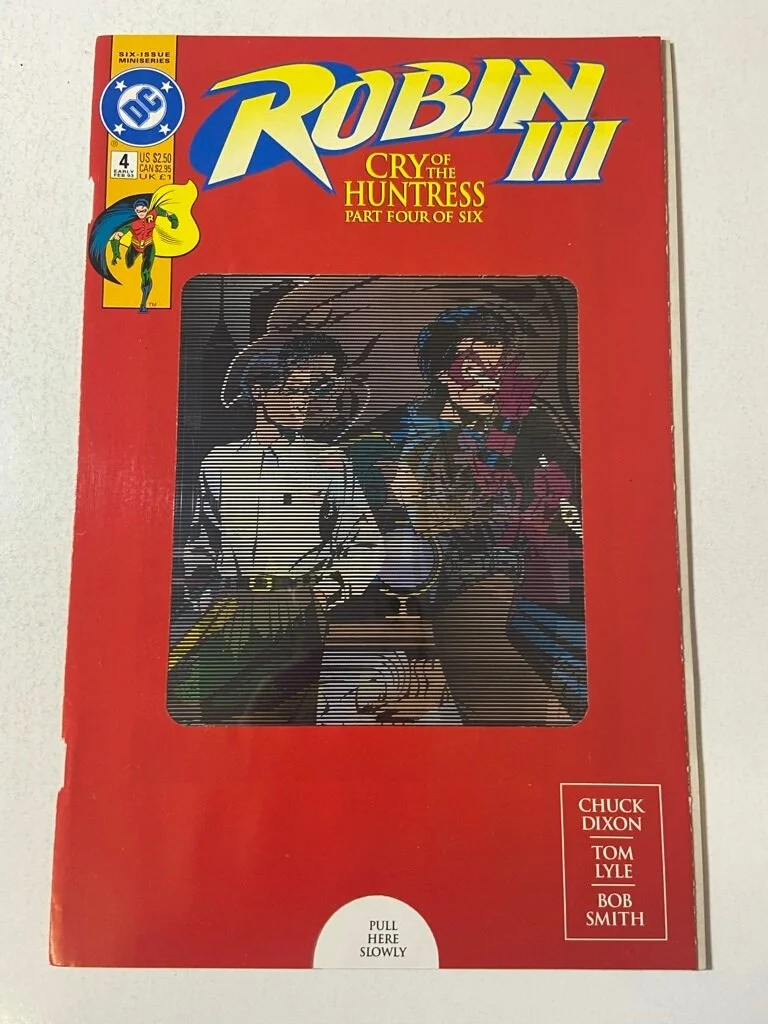 SIX-ISSUE
MINISERIES
DC
®
4
EARLY
FEB 93
US $2.50
CAN $2.95
UK £1
R
TM
ROBIN
III
CRY OF THE
HUNTRESS
PART FOUR OF SIX
CHUCK
DIXON
TOM
LYLE
BOB
SMITH
PULL
HERE
SLOWLY